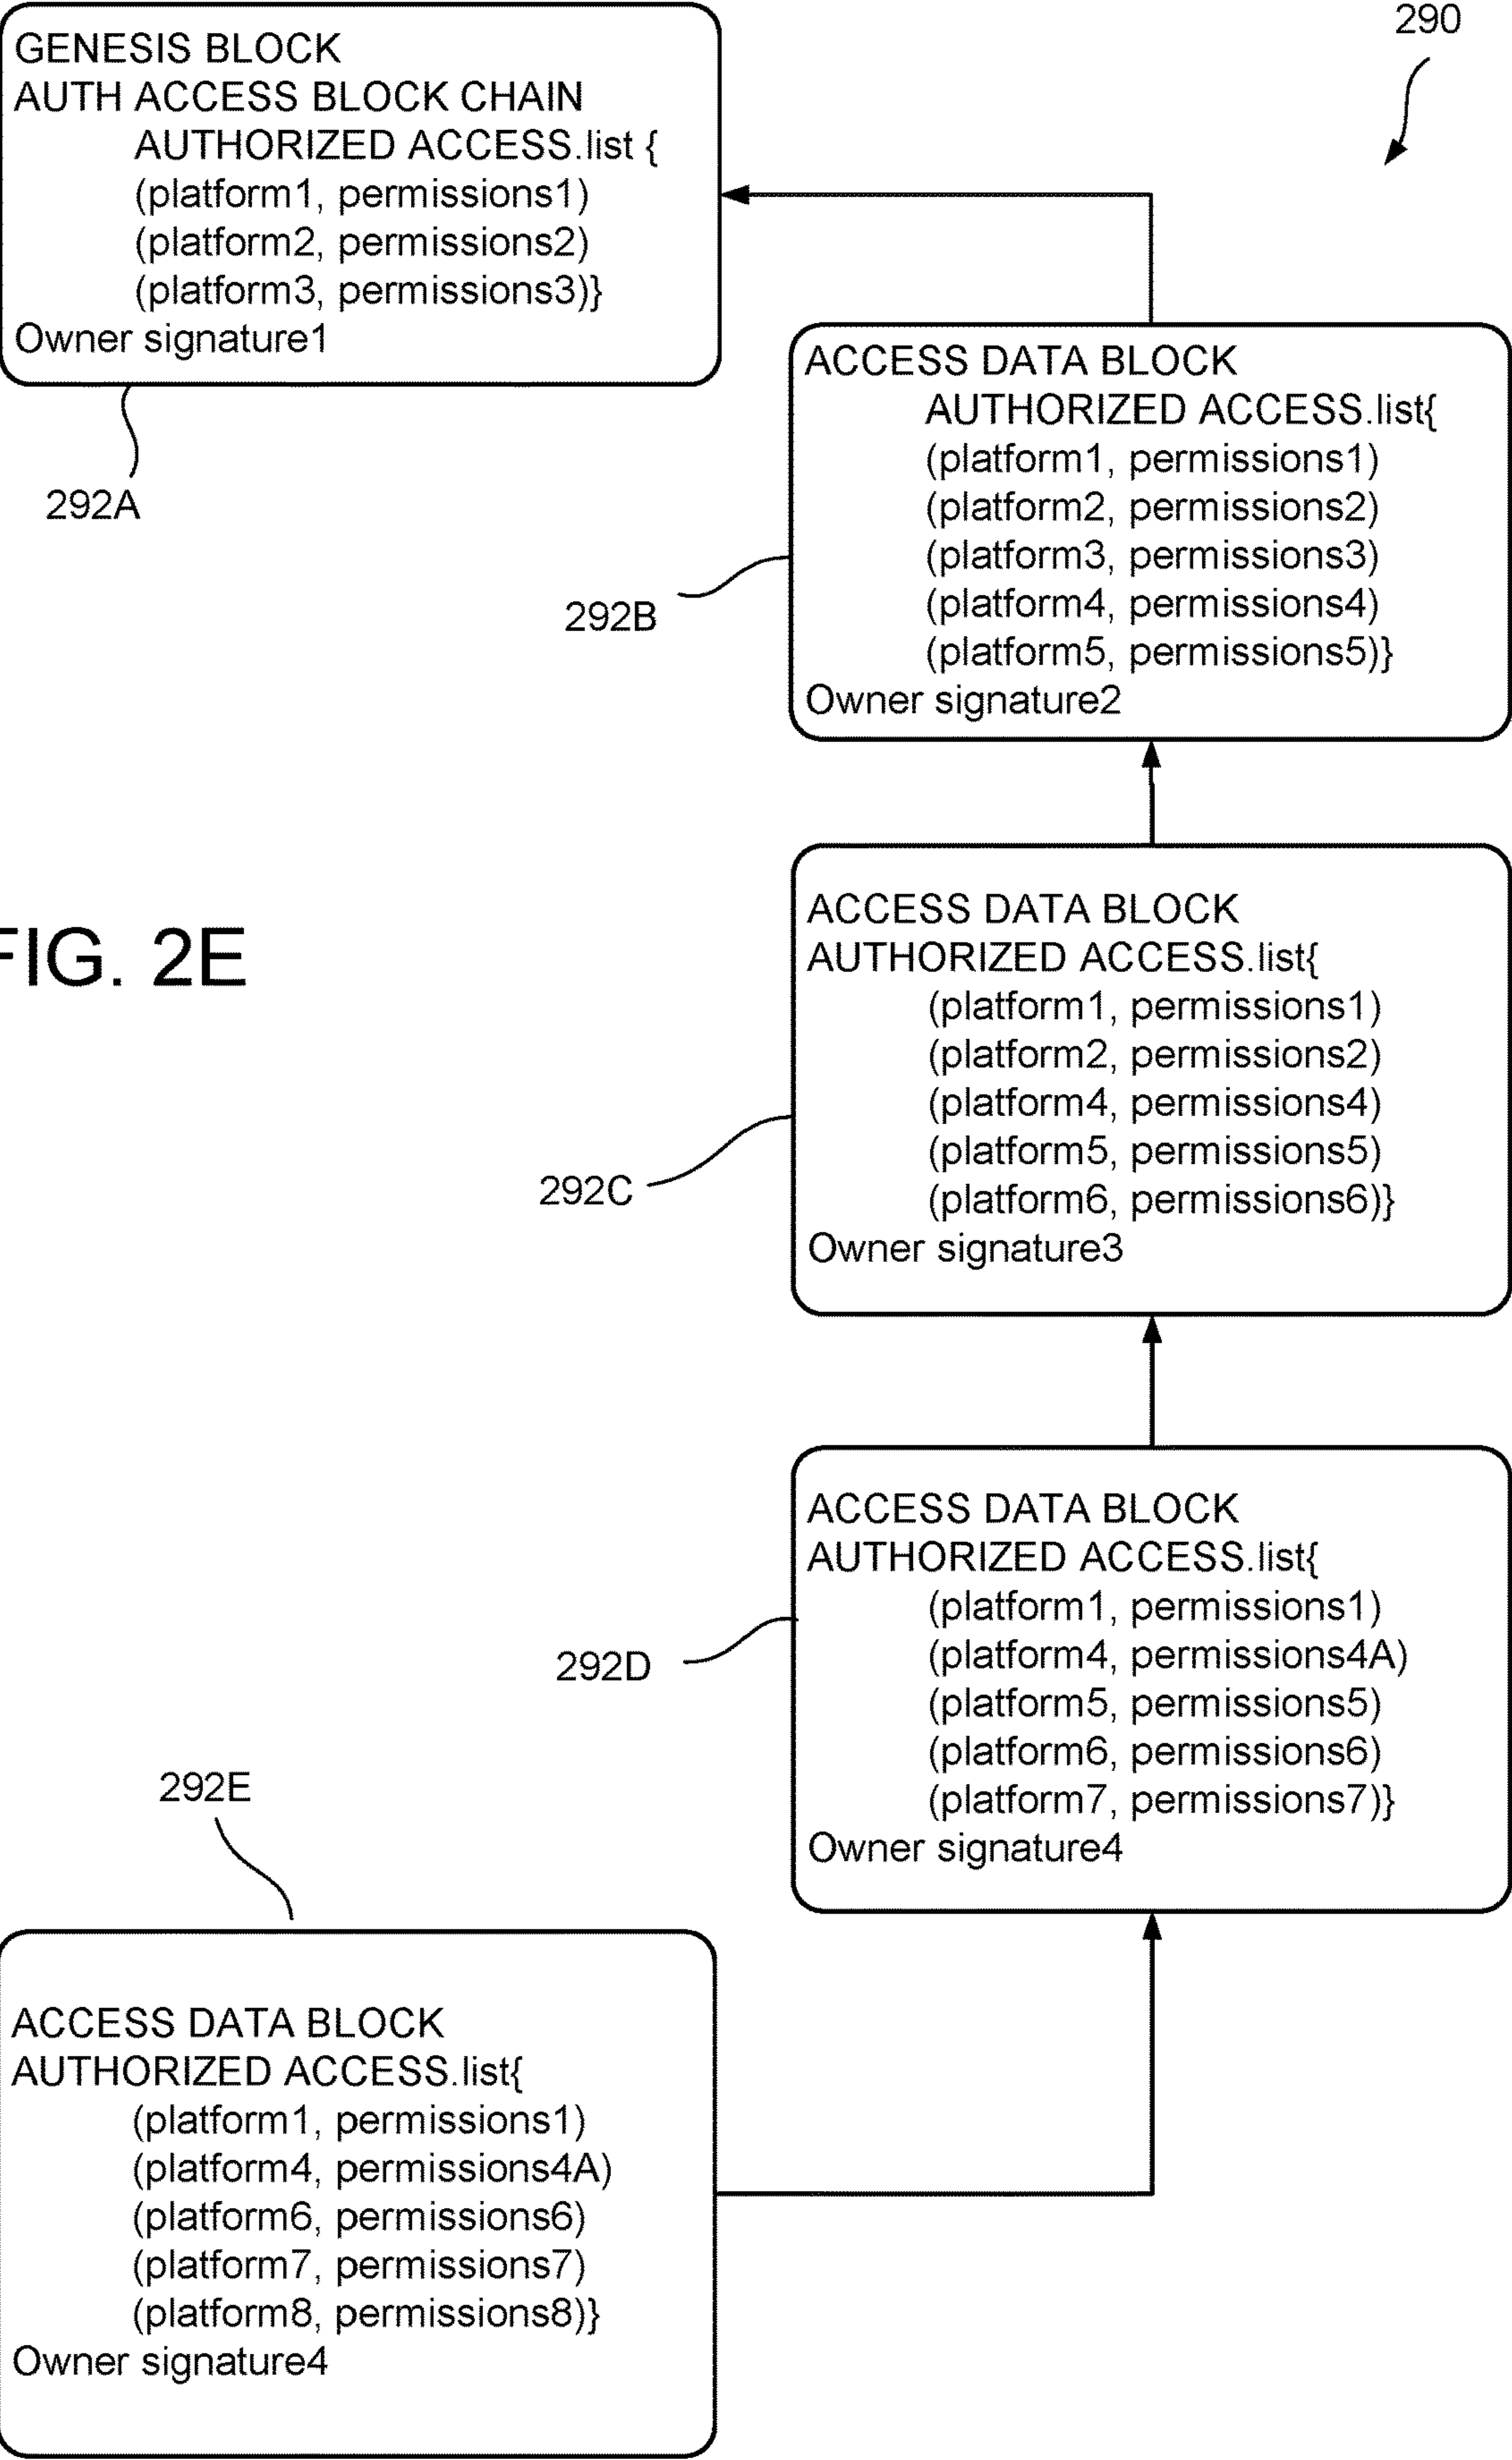 290
GENESIS BLOCK
AUTH ACCESS BLOCK CHAIN
AUTHORIZED ACCESS.list {
(platform1, permissions1)
(platform2, permissions2)
(platform3, permissions3)}
Owner signature1
292A
ACCESS DATA BLOCK
AUTHORIZED ACCESS.list{
(platform1, permissions1)
(platform2, permissions2)
(platform3, permissions3)
(platform4, permissions4)
(platform5, permissions5)}
Owner signature2
292B
FIG. 2E
ACCESS DATA BLOCK
AUTHORIZED ACCESS.list{
(platform1, permissions1)
(platform2, permissions2)
(platform4, permissions4)
(platform5, permissions5)
(platform6, permissions6)}
Owner signature3
292C
ACCESS DATA BLOCK
AUTHORIZED ACCESS.list{
(platform1, permissions1)
(platform4, permissions4A)
(platform5, permissions5)
(platform6, permissions6)
(platform7, permissions7)}
Owner signature4
292D
292E
ACCESS DATA BLOCK
AUTHORIZED ACCESS.list{
(platform1, permissions1)
(platform4, permissions4A)
(platform6, permissions6)
(platform7, permissions7)
(platform8, permissions8)}
Owner signature4